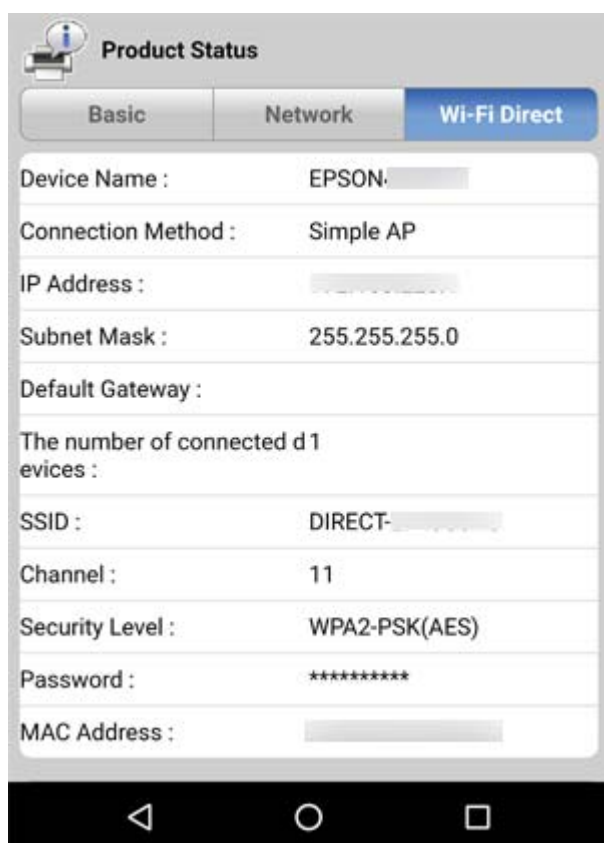 Product Status
Basic Network Wi-Fi Direct
Device Name : EPSON
Connection Method : Simple AP
IP Address :
Subnet Mask : 255.255.255.0
Default Gateway :
The number of connected d 1
evices :
SSID : DIRECT-
Channel : 11
Security Level : WPA2-PSK(AES)
Password : **********
MAC Address :